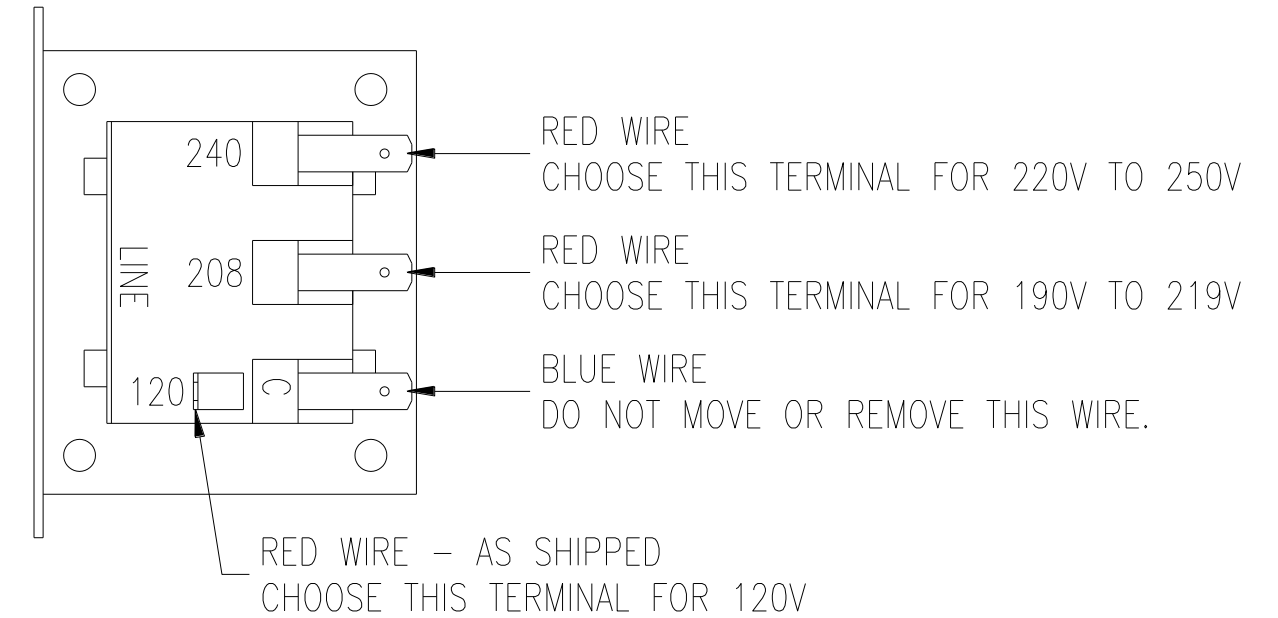 240
RED WIRE
CHOOSE THIS TERMINAL FOR 220V TO 250V
LINE
208
RED WIRE
CHOOSE THIS TERMINAL FOR 190V TO 219V
120
C
BLUE WIRE
DO NOT MOVE OR REMOVE THIS WIRE.
RED WIRE – AS SHIPPED
CHOOSE THIS TERMINAL FOR 120V